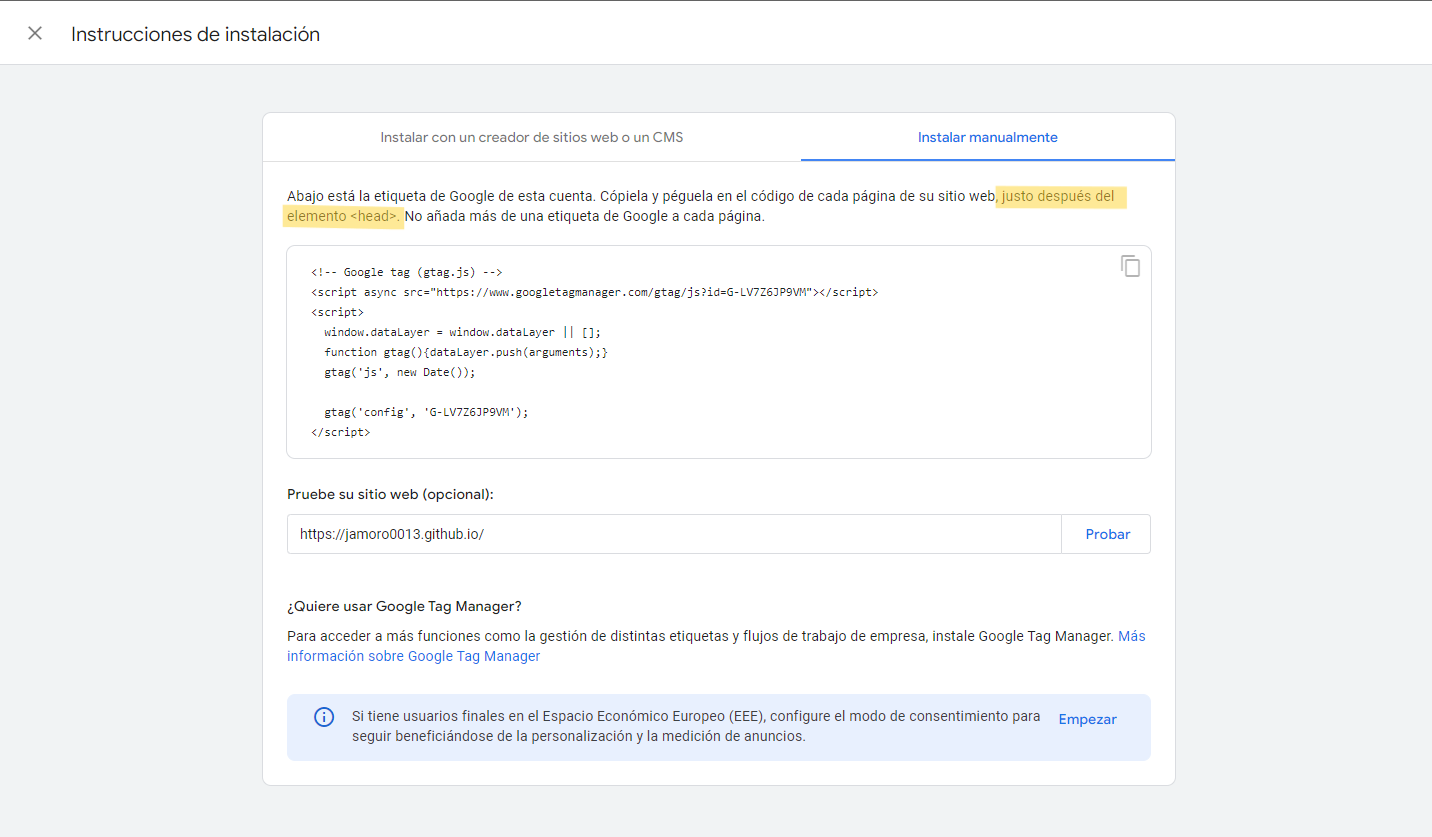 Instrucciones de instalación
Instalar con un creador de sitios web o un CMS
Instalar manualmente
Abajo está la etiqueta de Google de esta cuenta. Cópiela y péguela en el código de cada página de su sitio web, justo después del
elemento <head>. No añada más de una etiqueta de Google a cada página.
<!-- Google tag (gtag.js) -->
<script async src="https://www.googletagmanager.com/gtag/js?id=G-LV7Z6JP9VM"></script>
<script>
  window.dataLayer = window.dataLayer || [];
  function gtag(){dataLayer.push(arguments);}
  gtag('js', new Date());
  gtag('config', 'G-LV7Z6JP9VM');
</script>
Pruebe su sitio web (opcional):
https://jamoro0013.github.io/
Probar
¿Quiere usar Google Tag Manager?
Para acceder a más funciones como la gestión de distintas etiquetas y flujos de trabajo de empresa, instale Google Tag Manager. Más
información sobre Google Tag Manager
Si tiene usuarios finales en el Espacio Económico Europeo (EEE), configure el modo de consentimiento para
seguir beneficiándose de la personalización y la medición de anuncios.
Empezar